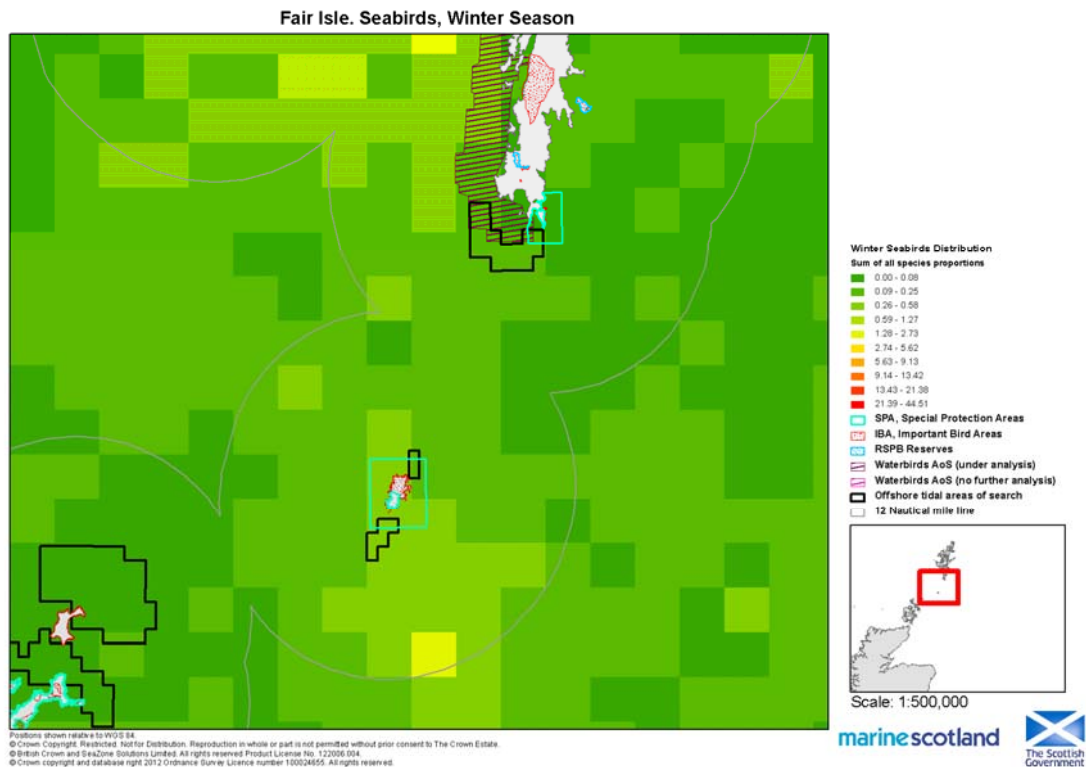 Fair Isle. Seabirds, Winter Season
Winter Seabirds Distribution
Sum of all species proportions
0.00 - 0.08
0.09 - 0.25
0.26 - 0.58
0.59 - 1.27
1.28 - 2.73
2.74 - 5.62
5.63 - 9.13
9.14 - 13.42
13.43 - 21.38
21.39 - 44.51
SPA, Special Protection Areas
IBA, Important Bird Areas
RSPB Reserves
Waterbirds AoS (under analysis)
Waterbirds AoS (no further analysis)
Offshore tidal areas of search
12 Nautical mile line
Scale: 1:500,000
Positions shown relative to WGS 84.
© Crown Copyright. Restricted. Not for Distribution. Reproduction in whole or part is not permitted without prior consent to The Crown Estate.
© British Crown and SeaZone Solutions Limited. All rights reserved Product License No. 122006.004.
© Crown copyright and database right 2012 Ordnance Survey Licence number 100024655. All rights reserved.
marinescotland
The Scottish
Government